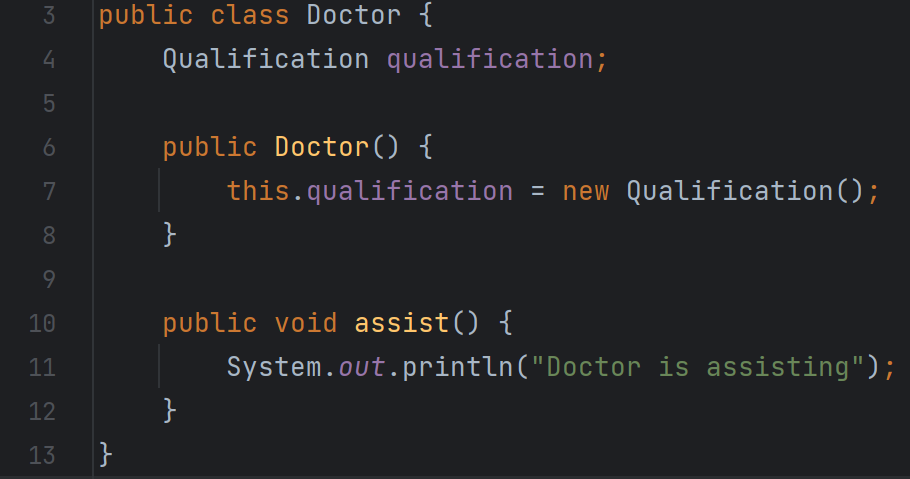 3 public class Doctor {
4     Qualification qualification;
5
6     public Doctor() {
7         this.qualification = new Qualification();
8     }
9
10     public void assist() {
11         System.out.println("Doctor is assisting");
12     }
13 }